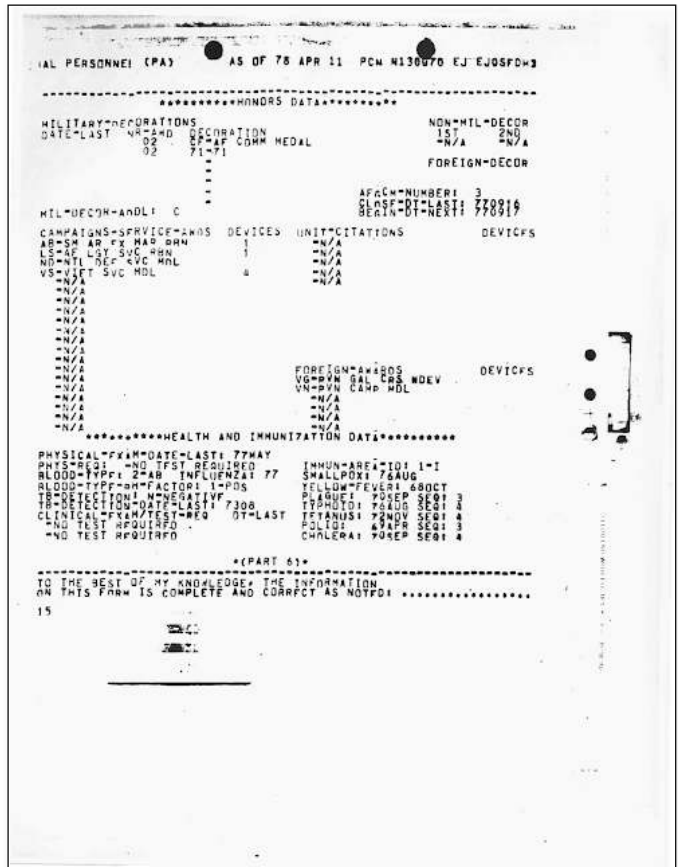 IAL PERSONNEL (PA) AS OF 78 APR 11 PCN N130970 EJ EJOSFDM3
**********HONORS DATA**********
MILITARY-DECORATIONS NON-MIL-DECOR
DATE-LAST NR-AWD DECORATION 1ST 2ND
02 CF-AF COMM MEDAL -N/A -N/A
02 71-71
FOREIGN-DECOR
AFGCM-NUMBER: 3
CLOSE-DT-LAST: 770916
MIL-DECOR-ANDL: C BEGIN-DT-NEXT: 770917
CAMPAIGNS-SERVICE-AWDS DEVICES UNIT-CITATIONS DEVICES
AB-SM AR EX MAR RBN 1 -N/A
LS-AF LGY SVC RBN 1 -N/A
ND-NTL DEF SVC MDL -N/A
VS-VIET SVC MDL 4 -N/A
-N/A
-N/A
-N/A
-N/A
-N/A
-N/A
-N/A
-N/A
-N/A
-N/A FOREIGN-AWARDS DEVICES
-N/A VG-RVN GAL CRS WDEV
-N/A VN-RVN CAMP MDL
-N/A -N/A
-N/A -N/A
-N/A -N/A
-N/A -N/A
**********HEALTH AND IMMUNIZATION DATA**********
PHYSICAL-EXAM-DATE-LAST: 77MAY
PHYS-REQ: -NO TEST REQUIRED IMMUN-AREA-ID: 1-I
BLOOD-TYPE: 2-AB INFLUENZA: 77 SMALLPOX: 76AUG
BLOOD-TYPE-RH-FACTOR: 1-POS YELLOW-FEVER: 68OCT
TB-DETECTION: N-NEGATIVE PLAGUE: 70SEP SEQ: 3
TB-DETECTION-DATE-LAST: 7308 TYPHOID: 76AUG SEQ: 4
CLINICAL-EXAM/TEST-REQ DT-LAST TETANUS: 72NOV SEQ: 4
-NO TEST REQUIRED POLIO: 69APR SEQ: 3
-NO TEST REQUIRED CHOLERA: 70SEP SEQ: 4
*(PART 6)*
TO THE BEST OF MY KNOWLEDGE, THE INFORMATION
ON THIS FORM IS COMPLETE AND CORRECT AS NOTED: .................
15